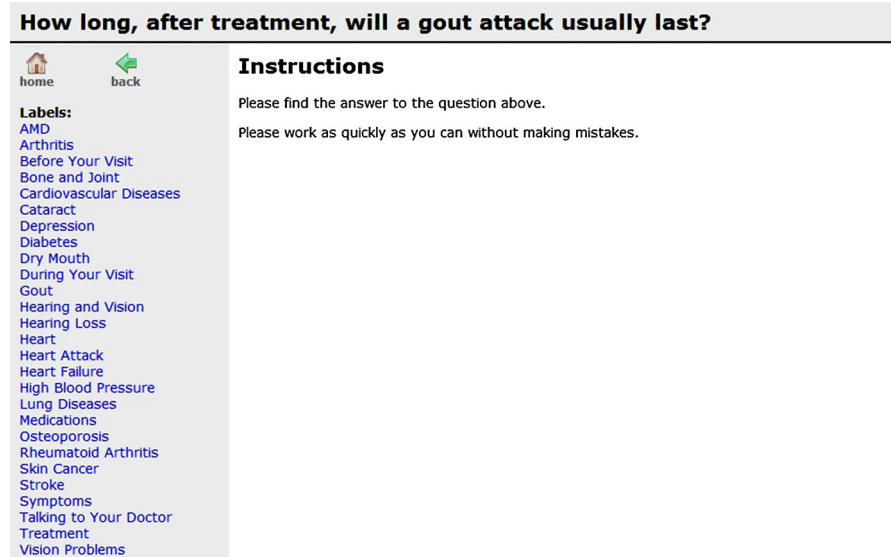 How long, after treatment, will a gout attack usually last?
home
back
Labels:
AMD
Arthritis
Before Your Visit
Bone and Joint
Cardiovascular Diseases
Cataract
Depression
Diabetes
Dry Mouth
During Your Visit
Gout
Hearing and Vision
Hearing Loss
Heart
Heart Attack
Heart Failure
High Blood Pressure
Lung Diseases
Medications
Osteoporosis
Rheumatoid Arthritis
Skin Cancer
Stroke
Symptoms
Talking to Your Doctor
Treatment
Vision Problems
Instructions
Please find the answer to the question above.
Please work as quickly as you can without making mistakes.